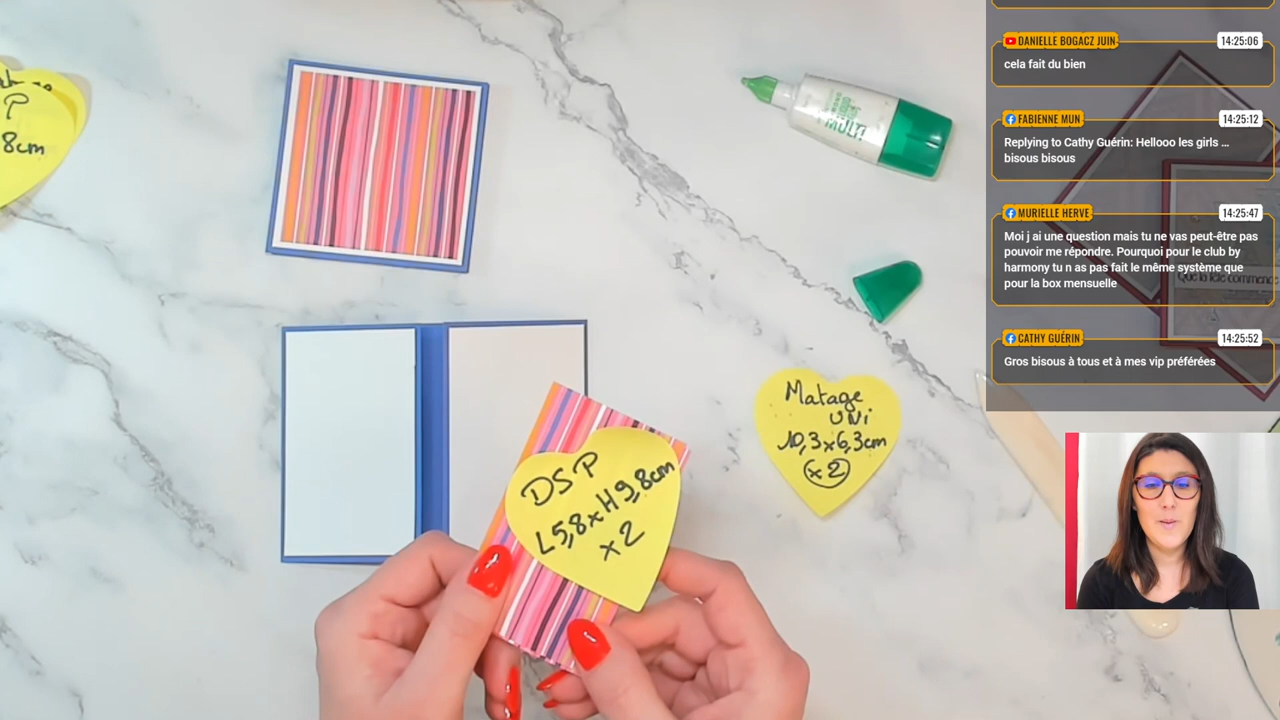 P
8cm
MULTI
Matage
UNi
10,3x6,3cm
(x2)
DSP
L5,8xH9,8cm
x2
DANIELLE BOGACZ JUIN
14:25:06
cela fait du bien
FABIENNE MUN
14:25:12
Replying to Cathy Guérin: Hellooo les girls ...
bisous bisous
MURIELLE HERVE
14:25:47
Moi j ai une question mais tu ne vas peut-être pas
pouvoir me répondre. Pourquoi pour le club by
harmony tu n as pas fait le même système que
pour la box mensuelle
CATHY GUÉRIN
14:25:52
Gros bisous à tous et à mes vip préférées